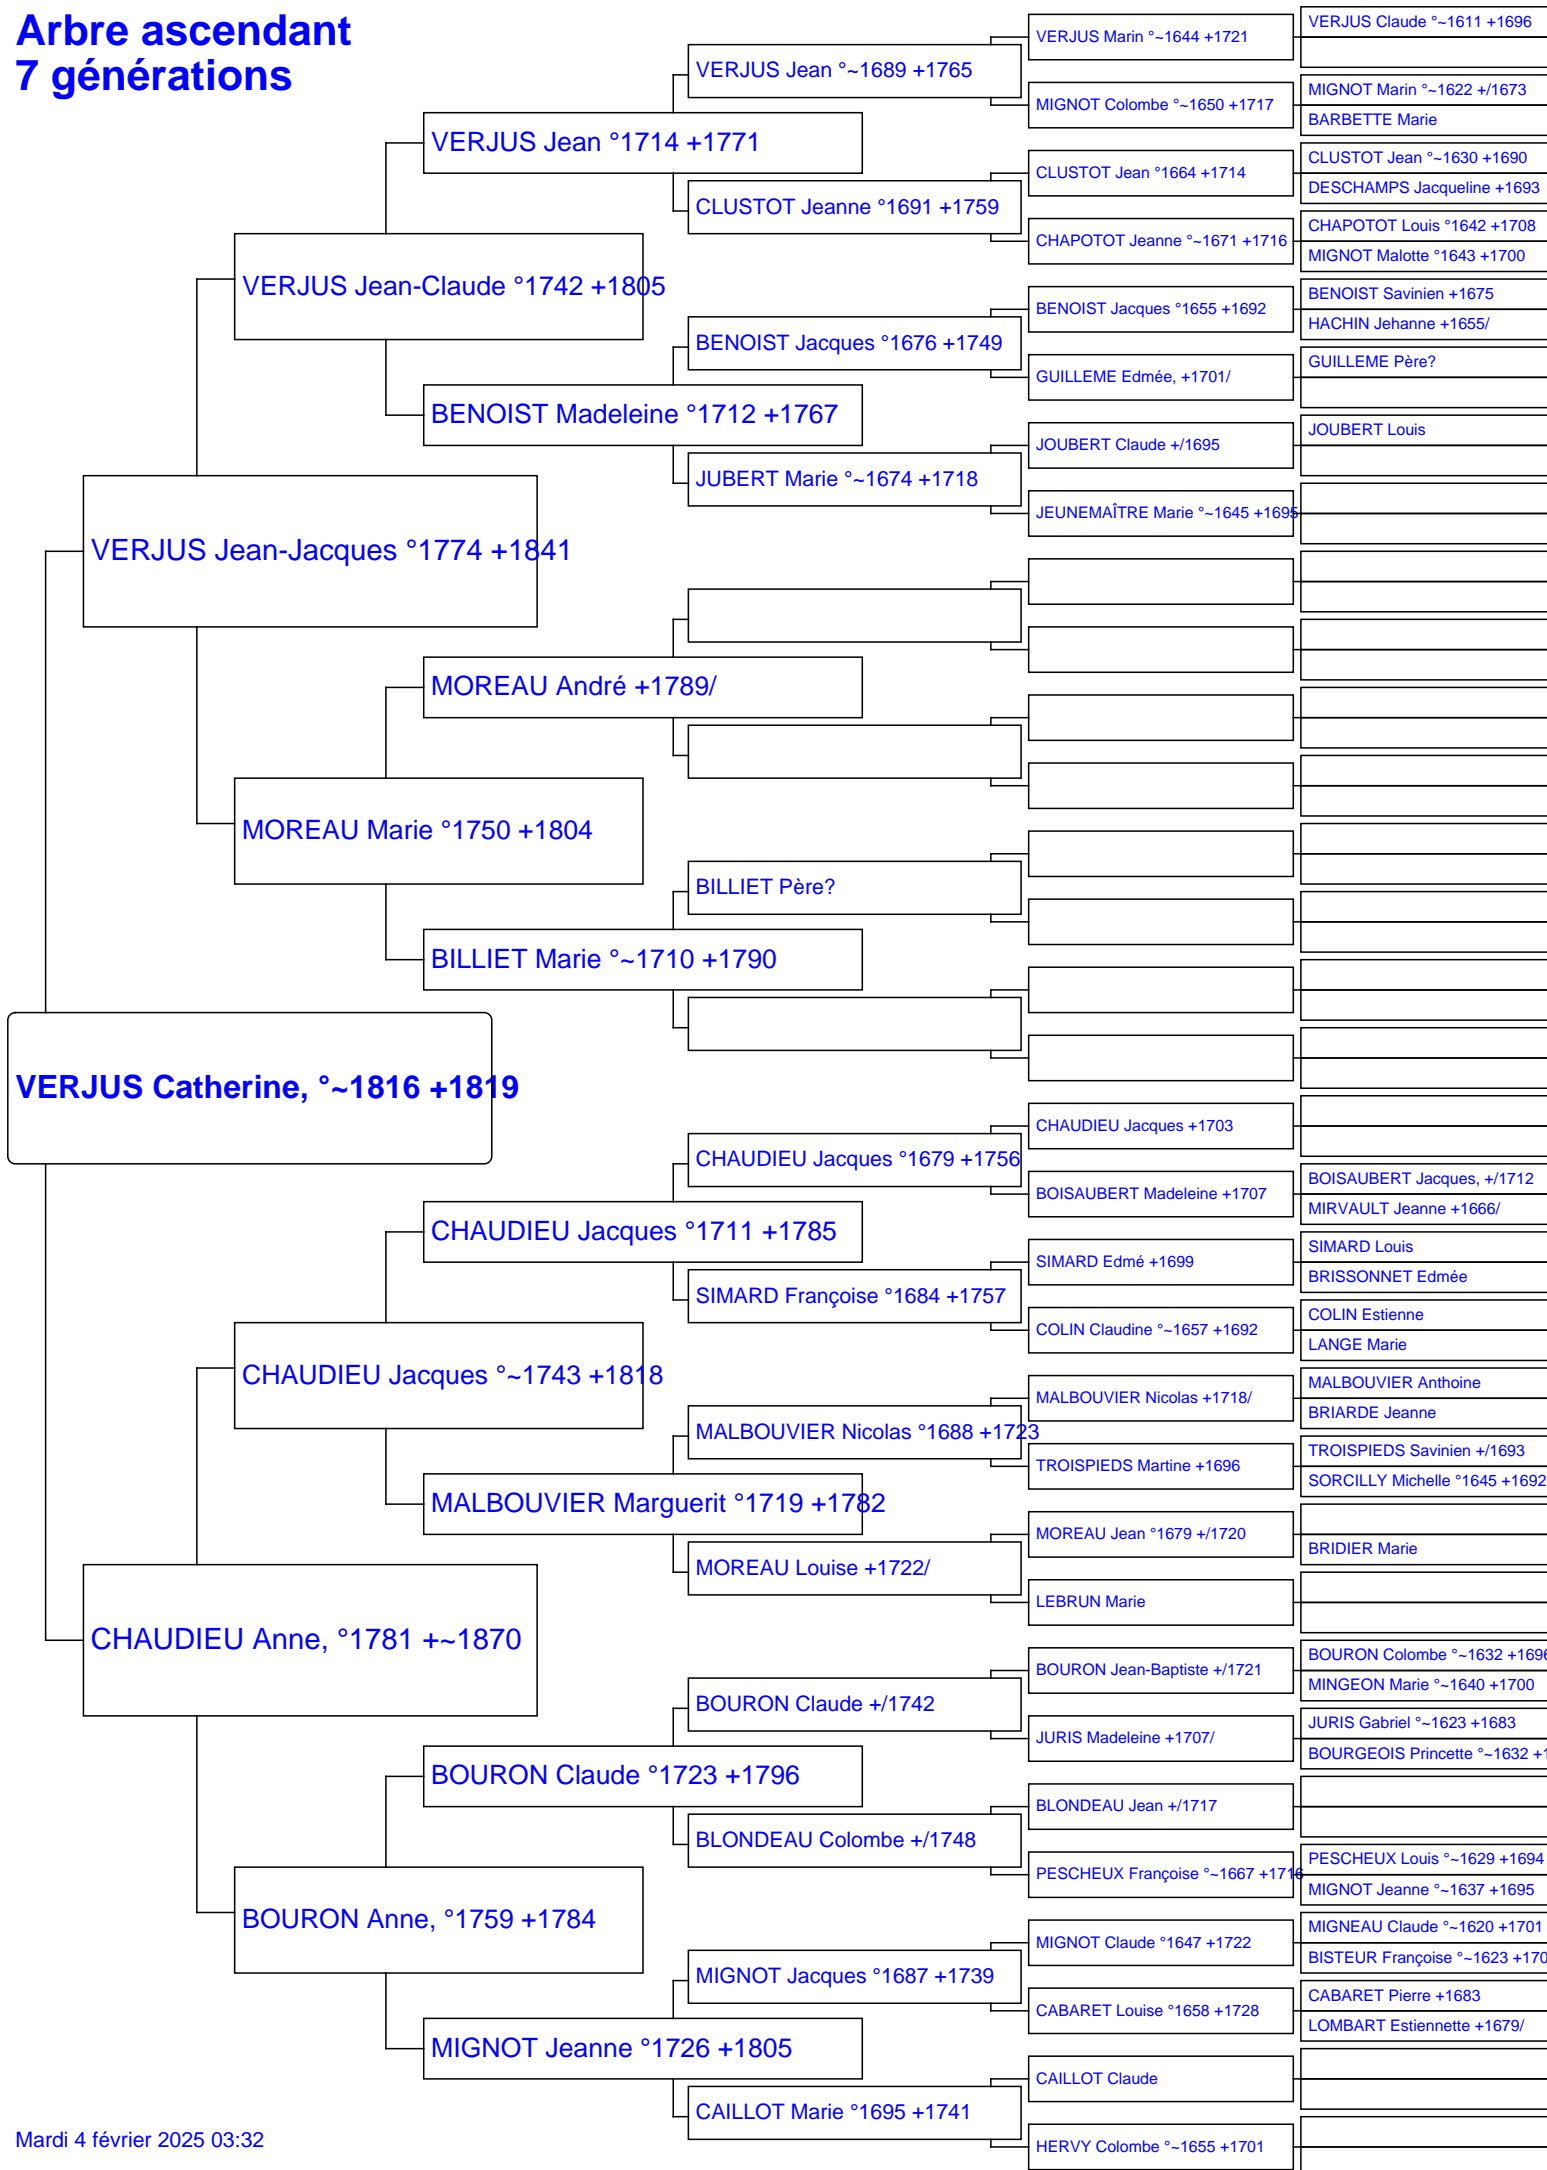 Arbre ascendant
7 générations
VERJUS Catherine, °~1816 +1819
VERJUS Jean-Jacques °1774 +1841
CHAUDIEU Anne, °1781 +~1870
VERJUS Jean-Claude °1742 +1805
MOREAU Marie °1750 +1804
CHAUDIEU Jacques °~1743 +1818
BOURON Anne, °1759 +1784
VERJUS Jean °1714 +1771
BENOIST Madeleine °1712 +1767
MOREAU André +1789/
BILLIET Marie °~1710 +1790
CHAUDIEU Jacques °1711 +1785
MALBOUVIER Marguerit °1719 +1782
BOURON Claude °1723 +1796
MIGNOT Jeanne °1726 +1805
VERJUS Jean °~1689 +1765
CLUSTOT Jeanne °1691 +1759
BENOIST Jacques °1676 +1749
JUBERT Marie °~1674 +1718
BILLIET Père?
CHAUDIEU Jacques °1679 +1756
SIMARD Françoise °1684 +1757
MALBOUVIER Nicolas °1688 +1723
MOREAU Louise +1722/
BOURON Claude +/1742
BLONDEAU Colombe +/1748
MIGNOT Jacques °1687 +1739
CAILLOT Marie °1695 +1741
VERJUS Marin °~1644 +1721
MIGNOT Colombe °~1650 +1717
CLUSTOT Jean °1664 +1714
CHAPOTOT Jeanne °~1671 +1716
BENOIST Jacques °1655 +1692
GUILLEME Edmée, +1701/
JOUBERT Claude +/1695
JEUNEMAÎTRE Marie °~1645 +1695
CHAUDIEU Jacques +1703
BOISAUBERT Madeleine +1707
SIMARD Edmé +1699
COLIN Claudine °~1657 +1692
MALBOUVIER Nicolas +1718/
TROISPIEDS Martine +1696
MOREAU Jean °1679 +/1720
LEBRUN Marie
BOURON Jean-Baptiste +/1721
JURIS Madeleine +1707/
BLONDEAU Jean +/1717
PESCHEUX Françoise °~1667 +1716
MIGNOT Claude °1647 +1722
CABARET Louise °1658 +1728
CAILLOT Claude
HERVY Colombe °~1655 +1701
VERJUS Claude °~1611 +1696
MIGNOT Marin °~1622 +/1673
BARBETTE Marie
CLUSTOT Jean °~1630 +1690
DESCHAMPS Jacqueline +1693
CHAPOTOT Louis °1642 +1708
MIGNOT Malotte °1643 +1700
BENOIST Savinien +1675
HACHIN Jehanne +1655/
GUILLEME Père?
JOUBERT Louis
BOISAUBERT Jacques, +/1712
MIRVAULT Jeanne +1666/
SIMARD Louis
BRISSONNET Edmée
COLIN Estienne
LANGE Marie
MALBOUVIER Anthoine
BRIARDE Jeanne
TROISPIEDS Savinien +/1693
SORCILLY Michelle °1645 +1692
BRIDIER Marie
BOURON Colombe °~1632 +1696
MINGEON Marie °~1640 +1700
JURIS Gabriel °~1623 +1683
BOURGEOIS Princette °~1632
PESCHEUX Louis °~1629 +1694
MIGNOT Jeanne °~1637 +1695
MIGNEAU Claude °~1620 +1701
BISTEUR Françoise °~1623
CABARET Pierre +1683
LOMBART Estiennette +1679/
Mardi 4 février 2025 03:32